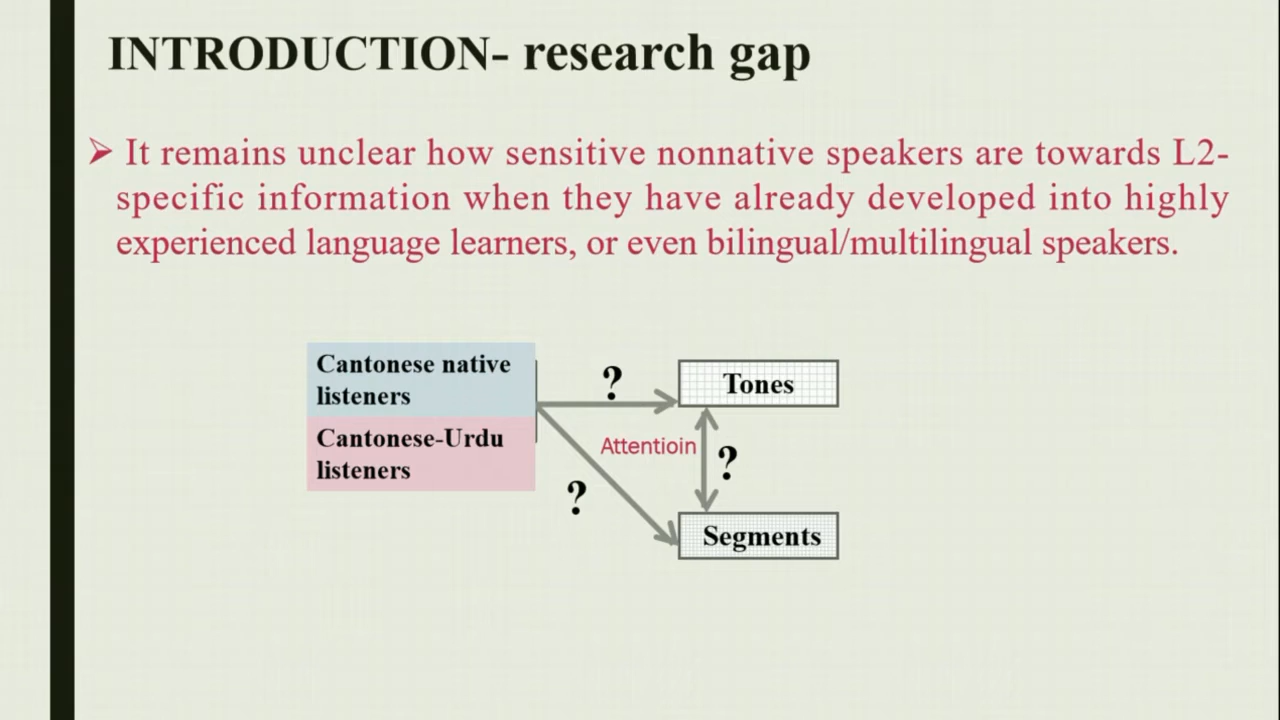 INTRODUCTION- research gap
➢ It remains unclear how sensitive nonnative speakers are towards L2-
specific information when they have already developed into highly
experienced language learners, or even bilingual/multilingual speakers.
Cantonese native
listeners
Cantonese-Urdu
listeners
?
Tones
Attentioin
?
?
Segments